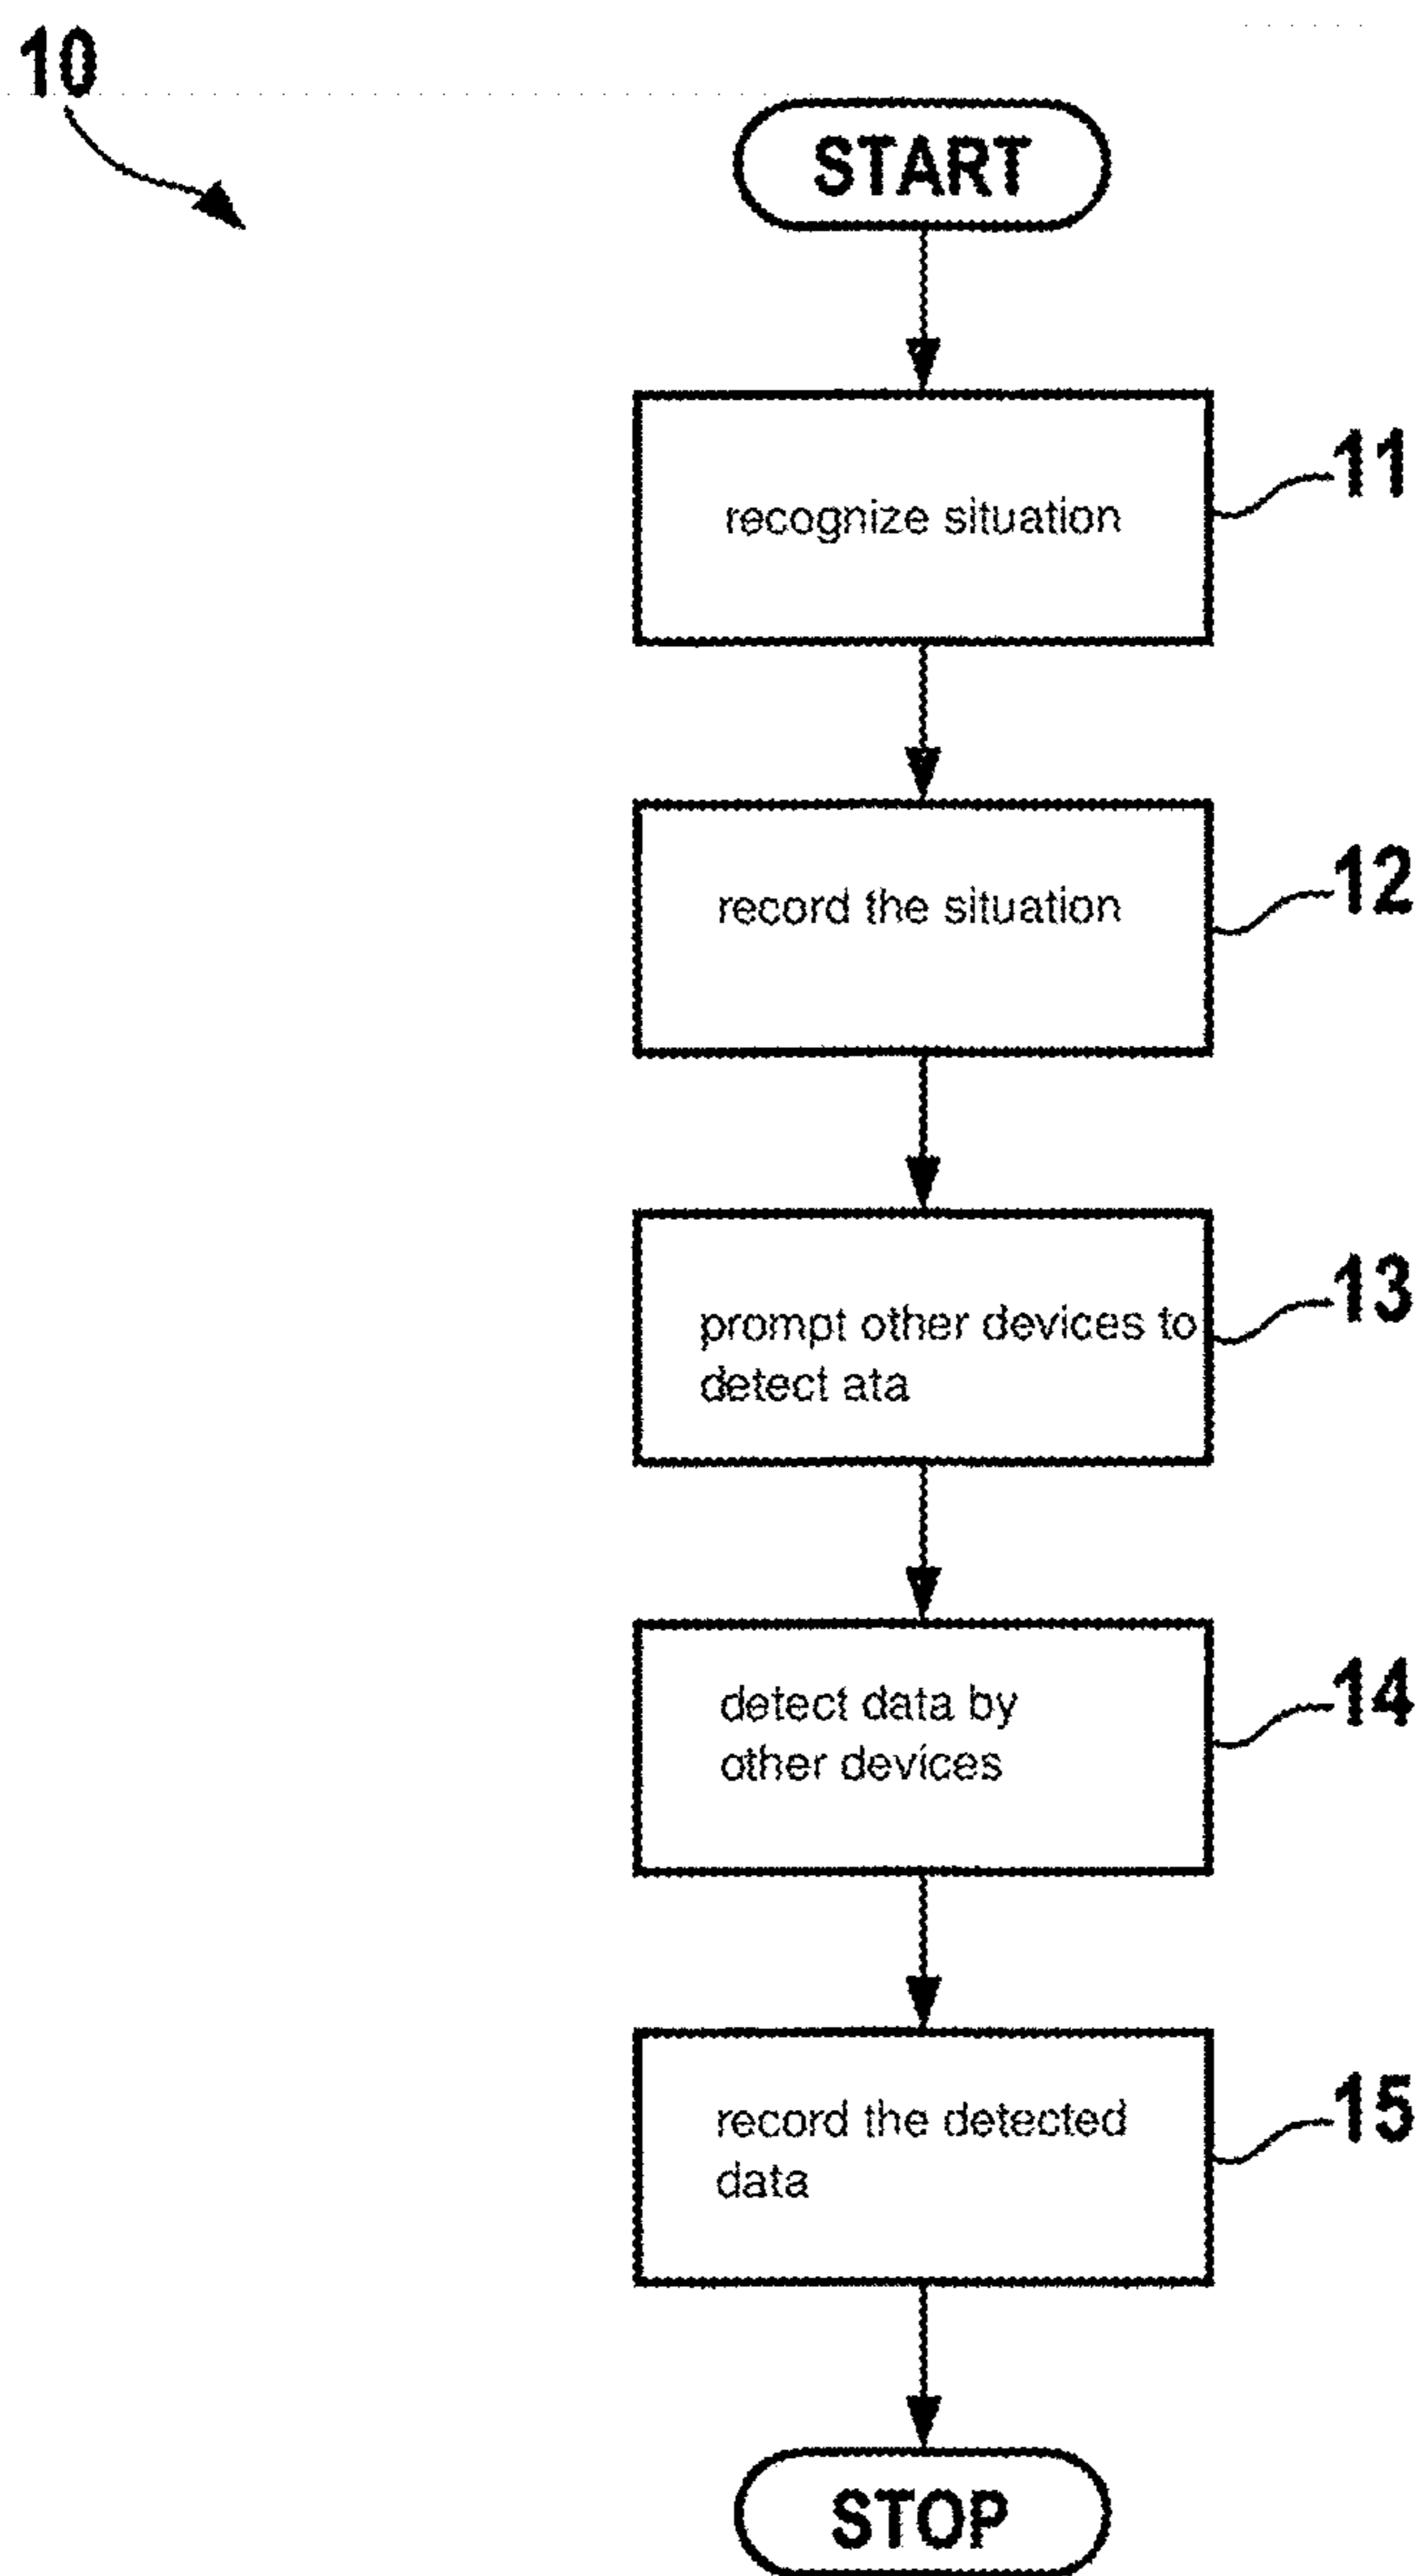 10
START
recognize situation
11
record the situation
12
prompt other devices to
detect ata
13
detect data by
other devices
14
record the detected
data
15
STOP